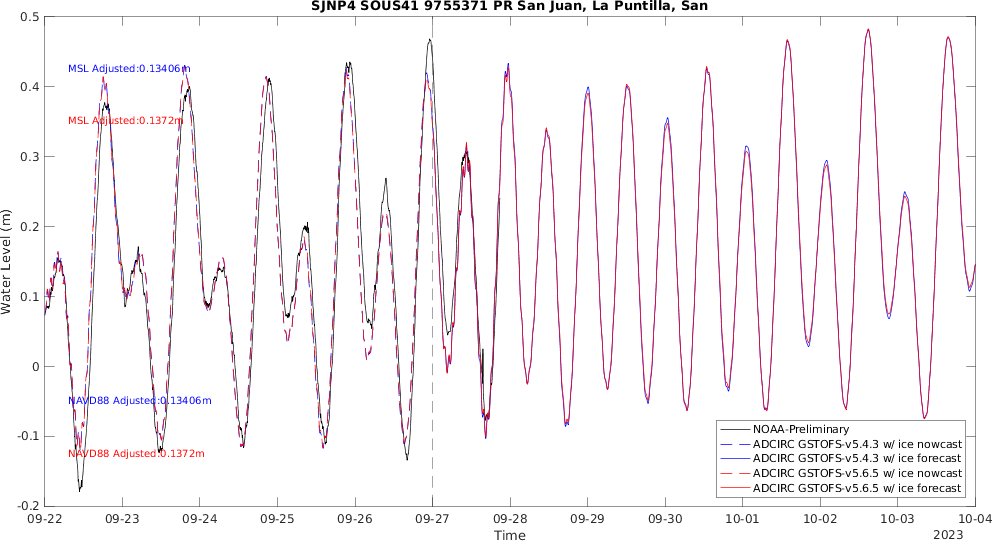 SJNP4 SOUS41 9755371 PR San Juan, La Puntilla, San
Water Level (m)
0.5
0.4
0.3
0.2
0.1
0
-0.1
-0.2
MSL Adjusted:0.13406m
MSL Adjusted:0.1372m
NAVD88 Adjusted:0.13406m
NAVD88 Adjusted:0.1372m
NOAA-Preliminary
ADCIRC GSTOFS-v5.4.3 w/ ice nowcast
ADCIRC GSTOFS-v5.4.3 w/ ice forecast
ADCIRC GSTOFS-v5.6.5 w/ ice nowcast
ADCIRC GSTOFS-v5.6.5 w/ ice forecast
09-22 09-23 09-24 09-25 09-26 09-27 09-28 09-29 09-30 10-01 10-02 10-03 10-04
Time
2023